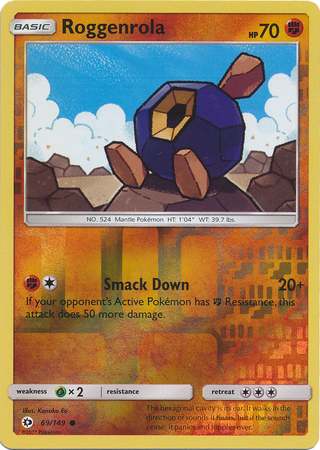 BASIC Roggenrola HP 70
NO. 524 Mantle Pokémon HT: 1'04" WT: 39.7 lbs.
Smack Down 20+
If your opponent's Active Pokémon has Resistance,
this attack does 50 more damage.
weakness ×2 resistance retreat
Illus. Kanako Eo
69/149
©2017 Pokémon
The hexagonal cavity is its ear. It walks in the
direction of sounds it hears, but if the sounds
cease, it panics and topples over.